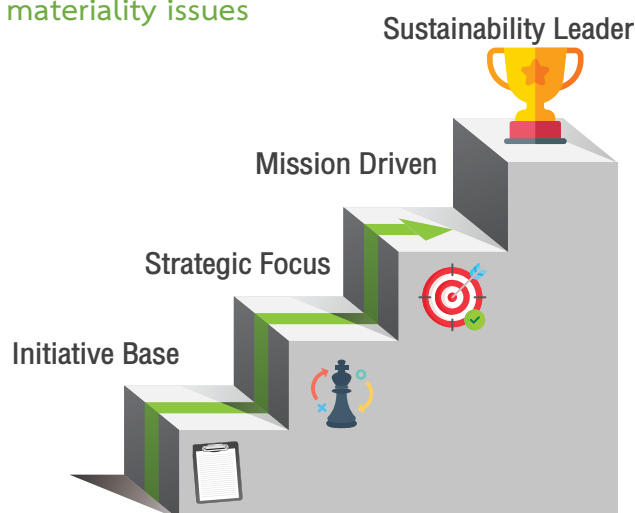 materiality issues
Sustainability Leader
Mission Driven
Strategic Focus
Initiative Base